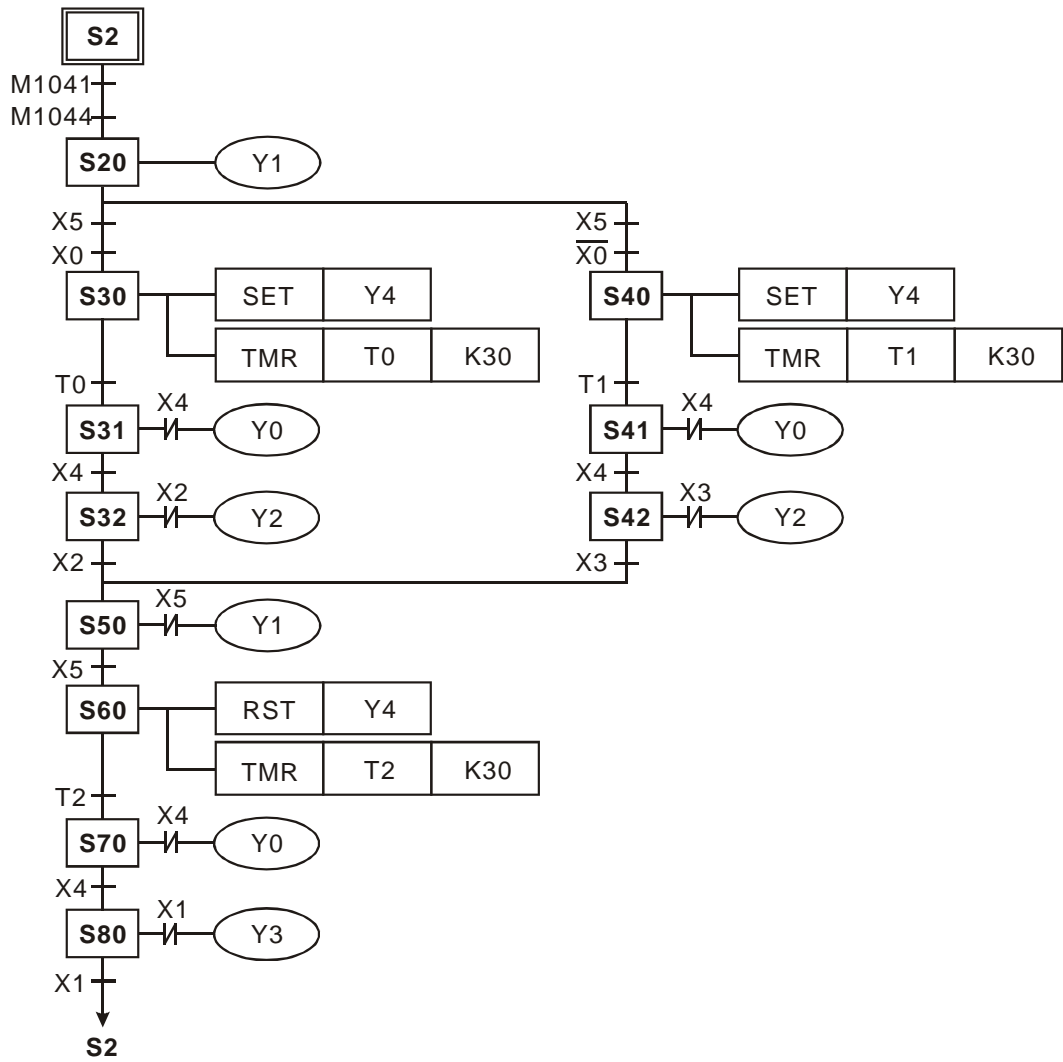 S2
M1041
M1044
S20 Y1
X5 X5
X0 X̅0̅
S30 SET Y4 S40 SET Y4
TMR T0 K30 TMR T1 K30
T0 T1
X4 X4
S31 Y0 S41 Y0
X4 X4
X2 X3
S32 Y2 S42 Y2
X2 X3
X5
S50 Y1
X5
S60 RST Y4
TMR T2 K30
T2
X4
S70 Y0
X4
X1
S80 Y3
X1
S2